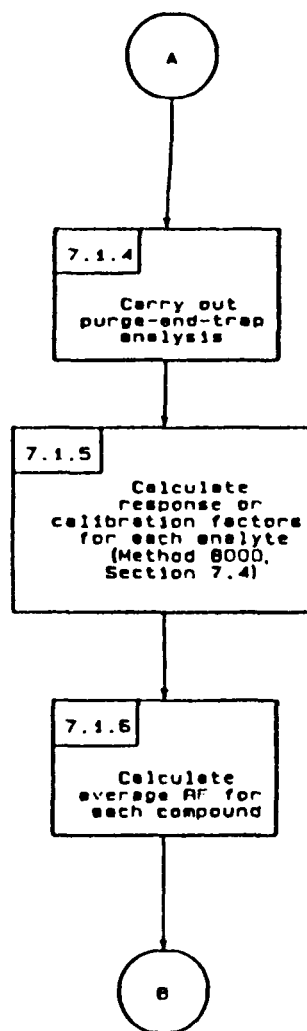 A
7.1.4
Carry out
purge-and-trap
analysis
7.1.5
Calculate
response or
calibration factors
for each analyte
(Method 8000,
Section 7.4)
7.1.6
Calculate
average RF for
each compound
B